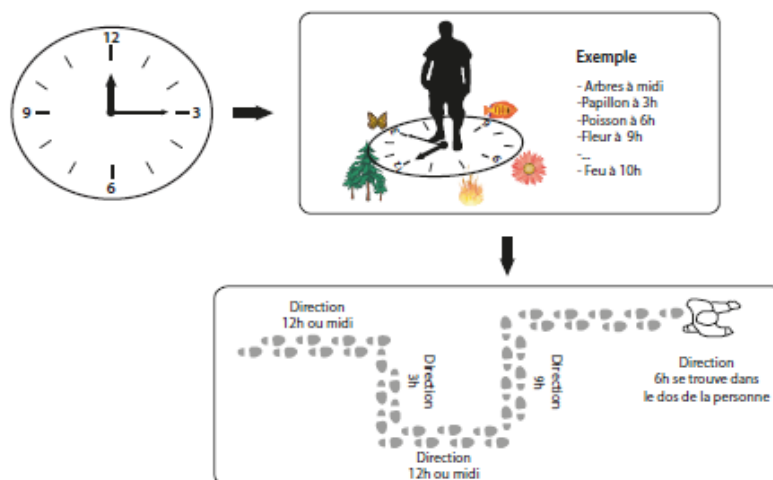 12
9
3
6
Exemple
- Arbres à midi
-Papillon à 3h
-Poisson à 6h
-Fleur à 9h
-...
- Feu à 10h
Direction
12h ou midi
Direction
3h
Direction
12h ou midi
Direction
9h
Direction
6h se trouve dans
le dos de la personne